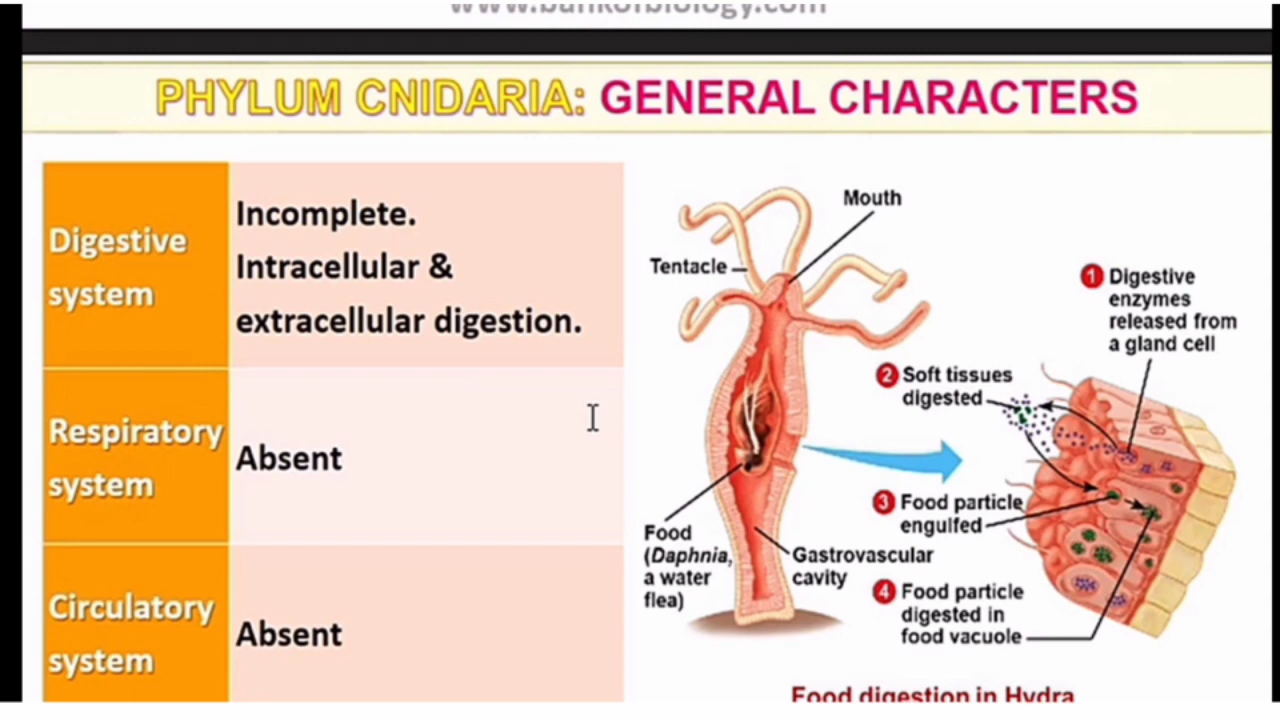 www.bankofbiology.com
PHYLUM CNIDARIA: GENERAL CHARACTERS
Digestive
system
Incomplete.
Intracellular &
extracellular digestion.
Respiratory
system
Absent
Circulatory
system
Absent
Mouth
Tentacle
1 Digestive
enzymes
released from
a gland cell
2 Soft tissues
digested
3 Food particle
engulfed
Food
(Daphnia,
a water
flea)
Gastrovascular
cavity
4 Food particle
digested in
food vacuole
Food digestion in Hydra